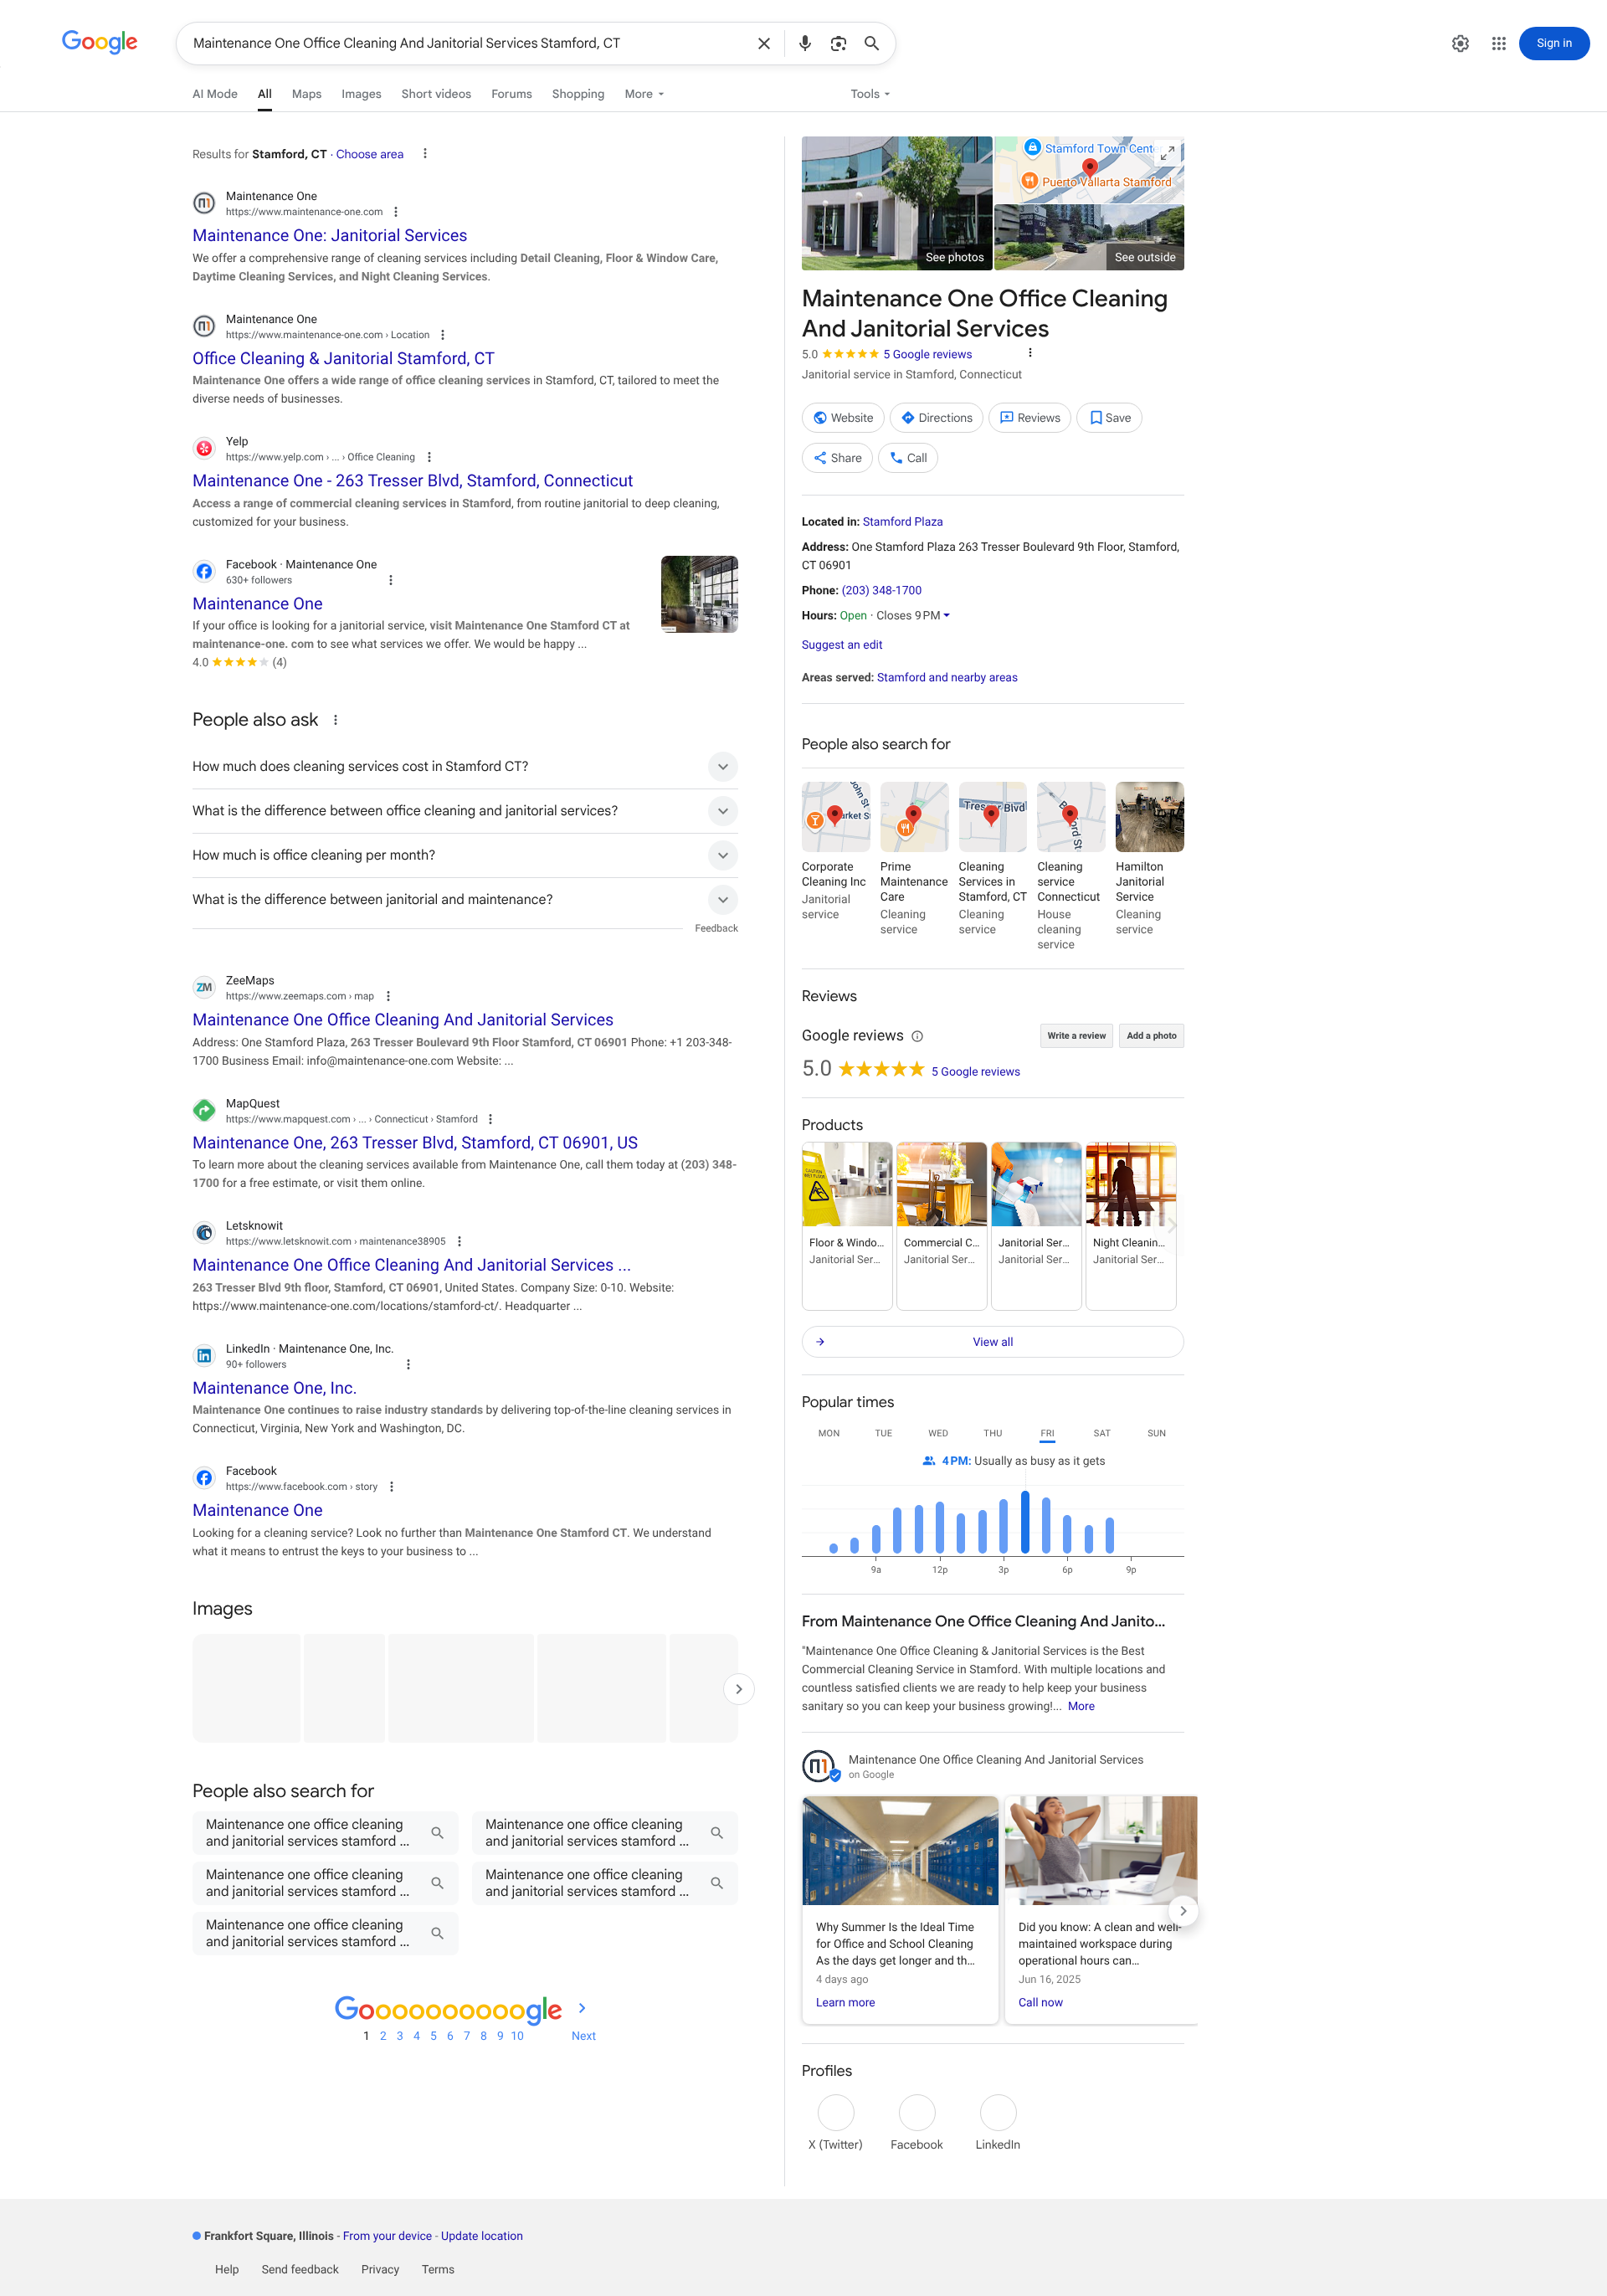 Google
Maintenance One Office Cleaning And Janitorial Services Stamford, CT
Sign in
AI Mode
All
Maps
Images
Short videos
Forums
Shopping
More
Tools
Results for Stamford, CT · Choose area
Maintenance One
https://www.maintenance-one.com
Maintenance One: Janitorial Services
We offer a comprehensive range of cleaning services including Detail Cleaning, Floor & Window Care,
Daytime Cleaning Services, and Night Cleaning Services.
Maintenance One
https://www.maintenance-one.com › Location
Office Cleaning & Janitorial Stamford, CT
Maintenance One offers a wide range of office cleaning services in Stamford, CT, tailored to meet the
diverse needs of businesses.
Yelp
https://www.yelp.com › ... › Office Cleaning
Maintenance One - 263 Tresser Blvd, Stamford, Connecticut
Access a range of commercial cleaning services in Stamford, from routine janitorial to deep cleaning,
customized for your business.
Facebook · Maintenance One
630+ followers
Maintenance One
If your office is looking for a janitorial service, visit Maintenance One Stamford CT at
maintenance-one. com to see what services we offer. We would be happy ...
4.0 (4)
People also ask
How much does cleaning services cost in Stamford CT?
What is the difference between office cleaning and janitorial services?
How much is office cleaning per month?
What is the difference between janitorial and maintenance?
Feedback
ZM
ZeeMaps
https://www.zeemaps.com › map
Maintenance One Office Cleaning And Janitorial Services
Address: One Stamford Plaza, 263 Tresser Boulevard 9th Floor Stamford, CT 06901 Phone: +1 203-348-
1700 Business Email: info@maintenance-one.com Website: ...
MapQuest
https://www.mapquest.com › ... › Connecticut › Stamford
Maintenance One, 263 Tresser Blvd, Stamford, CT 06901, US
To learn more about the cleaning services available from Maintenance One, call them today at (203) 348-
1700 for a free estimate, or visit them online.
Letsknowit
https://www.letsknowit.com › maintenance38905
Maintenance One Office Cleaning And Janitorial Services ...
263 Tresser Blvd 9th floor, Stamford, CT 06901, United States. Company Size: 0-10. Website:
https://www.maintenance-one.com/locations/stamford-ct/. Headquarter ...
LinkedIn · Maintenance One, Inc.
90+ followers
Maintenance One, Inc.
Maintenance One continues to raise industry standards by delivering top-of-the-line cleaning services in
Connecticut, Virginia, New York and Washington, DC.
Facebook
https://www.facebook.com › story
Maintenance One
Looking for a cleaning service? Look no further than Maintenance One Stamford CT. We understand
what it means to entrust the keys to your business to ...
Images
People also search for
Maintenance one office cleaning
and janitorial services stamford ...
Maintenance one office cleaning
and janitorial services stamford ...
Maintenance one office cleaning
and janitorial services stamford ...
Maintenance one office cleaning
and janitorial services stamford ...
Maintenance one office cleaning
and janitorial services stamford ...
Goooooooooogle
1 2 3 4 5 6 7 8 9 10 Next
See photos
Stamford Town Cent
Puerto Vallarta Stamford
See outside
Maintenance One Office Cleaning
And Janitorial Services
5.0 5 Google reviews
Janitorial service in Stamford, Connecticut
Website
Directions
Reviews
Save
Share
Call
Located in: Stamford Plaza
Address: One Stamford Plaza 263 Tresser Boulevard 9th Floor, Stamford,
CT 06901
Phone: (203) 348-1700
Hours: Open · Closes 9 PM
Suggest an edit
Areas served: Stamford and nearby areas
People also search for
Tresser Blvd
Corporate
Cleaning Inc
Janitorial
service
Prime
Maintenance
Care
Cleaning
service
Cleaning
Services in
Stamford, CT
Cleaning
service
Cleaning
service
Connecticut
House
cleaning
service
Hamilton
Janitorial
Service
Cleaning
service
Reviews
Google reviews
Write a review
Add a photo
5.0 5 Google reviews
Products
CAUTION
Floor & Windo...
Janitorial Ser...
Commercial C...
Janitorial Ser...
Janitorial Ser...
Janitorial Ser...
Night Cleanin...
Janitorial Ser...
View all
Popular times
MON TUE WED THU FRI SAT SUN
4 PM: Usually as busy as it gets
9a 12p 3p 6p 9p
From Maintenance One Office Cleaning And Janito...
"Maintenance One Office Cleaning & Janitorial Services is the Best
Commercial Cleaning Service in Stamford. With multiple locations and
countless satisfied clients we are ready to help keep your business
sanitary so you can keep your business growing!... More
Maintenance One Office Cleaning And Janitorial Services
on Google
Why Summer Is the Ideal Time
for Office and School Cleaning
As the days get longer and th...
4 days ago
Learn more
Did you know: A clean and well-
maintained workspace during
operational hours can...
Jun 16, 2025
Call now
Profiles
X (Twitter)
Facebook
LinkedIn
Frankfort Square, Illinois - From your device - Update location
Help
Send feedback
Privacy
Terms